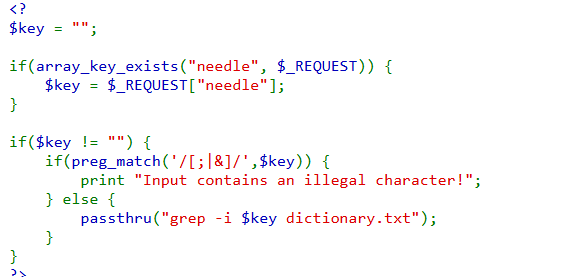 <?
$key = "";
if(array_key_exists("needle", $_REQUEST)) {
    $key = $_REQUEST["needle"];
}
if($key != "") {
    if(preg_match('/[;|&]/',$key)) {
        print "Input contains an illegal character!";
    } else {
        passthru("grep -i $key dictionary.txt");
    }
}
?>